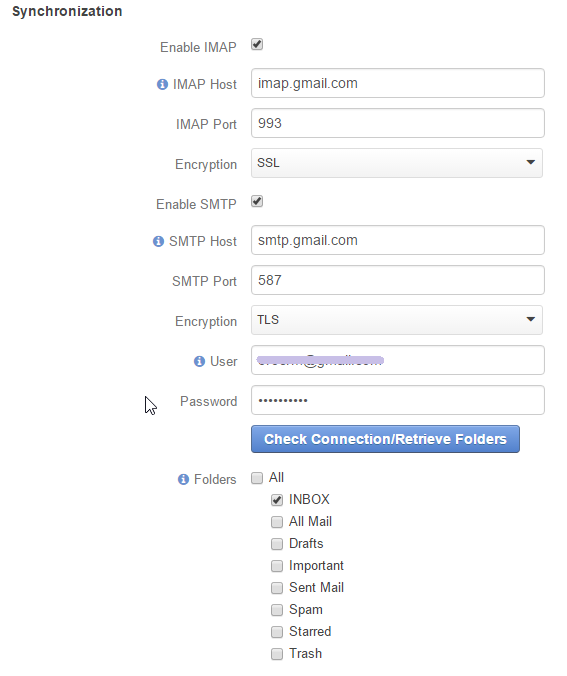 Synchronization
Enable IMAP
IMAP Host imap.gmail.com
IMAP Port 993
Encryption SSL
Enable SMTP
SMTP Host smtp.gmail.com
SMTP Port 587
Encryption TLS
User
Password ••••••••••
Check Connection/Retrieve Folders
Folders All
INBOX
All Mail
Drafts
Important
Sent Mail
Spam
Starred
Trash